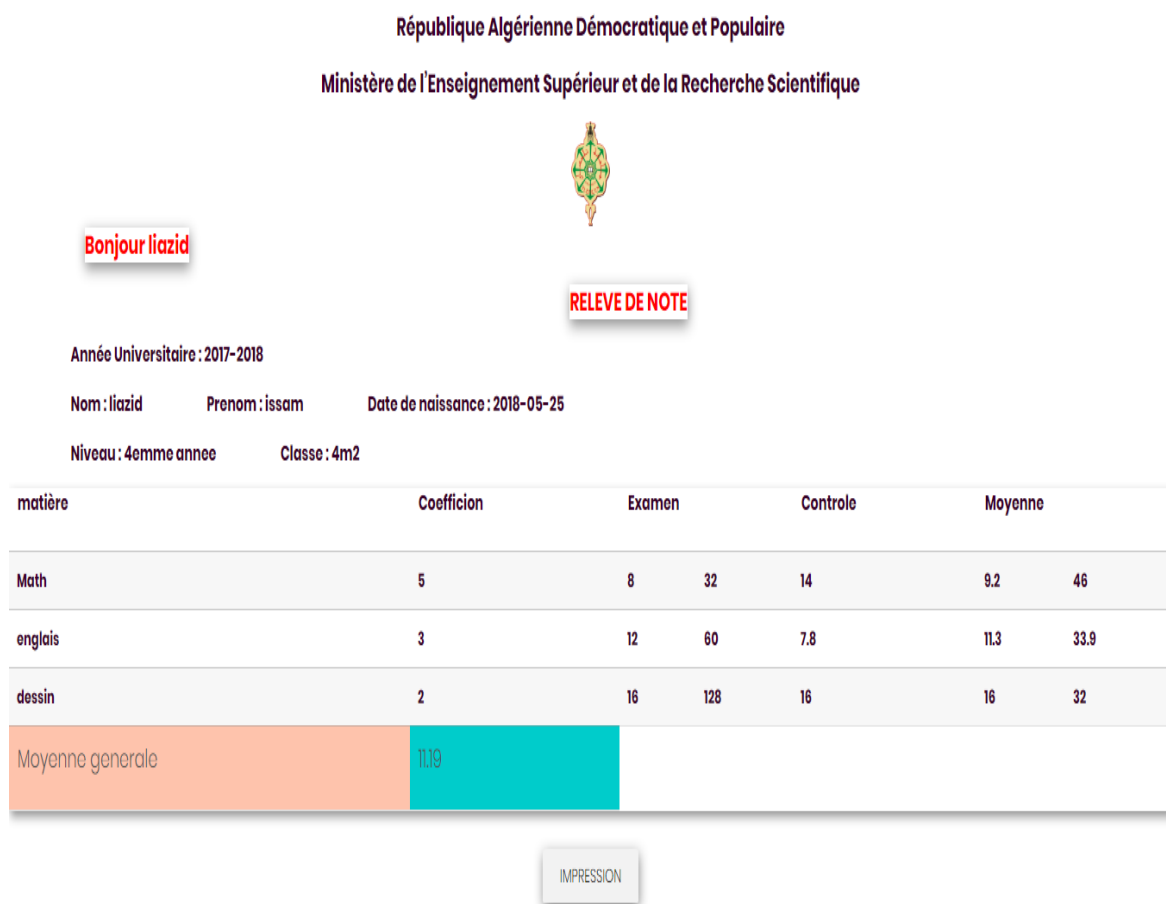 République Algérienne Démocratique et Populaire
Ministère de l'Enseignement Supérieur et de la Recherche Scientifique
Bonjour liazid
RELEVE DE NOTE
Année Universitaire : 2017-2018
Nom : liazid Prenom : issam Date de naissance : 2018-05-25
Niveau : 4emme annee Classe : 4m2
matière Coefficion Examen Controle Moyenne
Math 5 8 32 14 9.2 46
englais 3 12 60 7.8 11.3 33.9
dessin 2 16 128 16 16 32
Moyenne generale 11.19
IMPRESSION